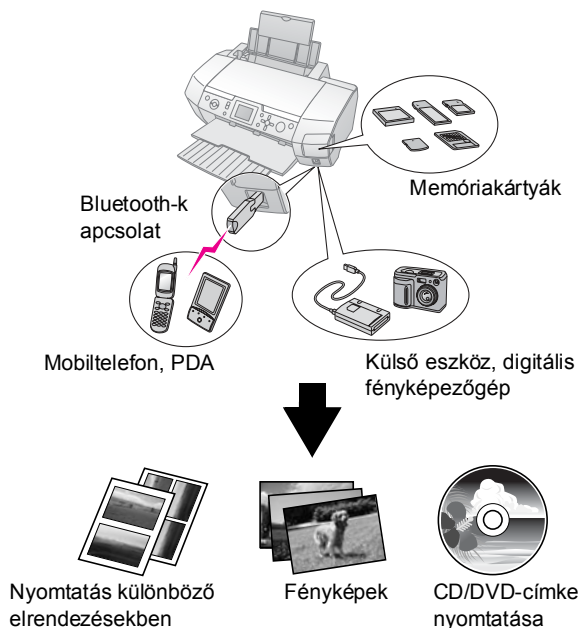 Memóriakártyák
Bluetooth-k
apcsolat
Mobiltelefon, PDA
Külső eszköz, digitális
fényképezőgép
Nyomtatás különböző
elrendezésekben
Fényképek
CD/DVD-címke
nyomtatása